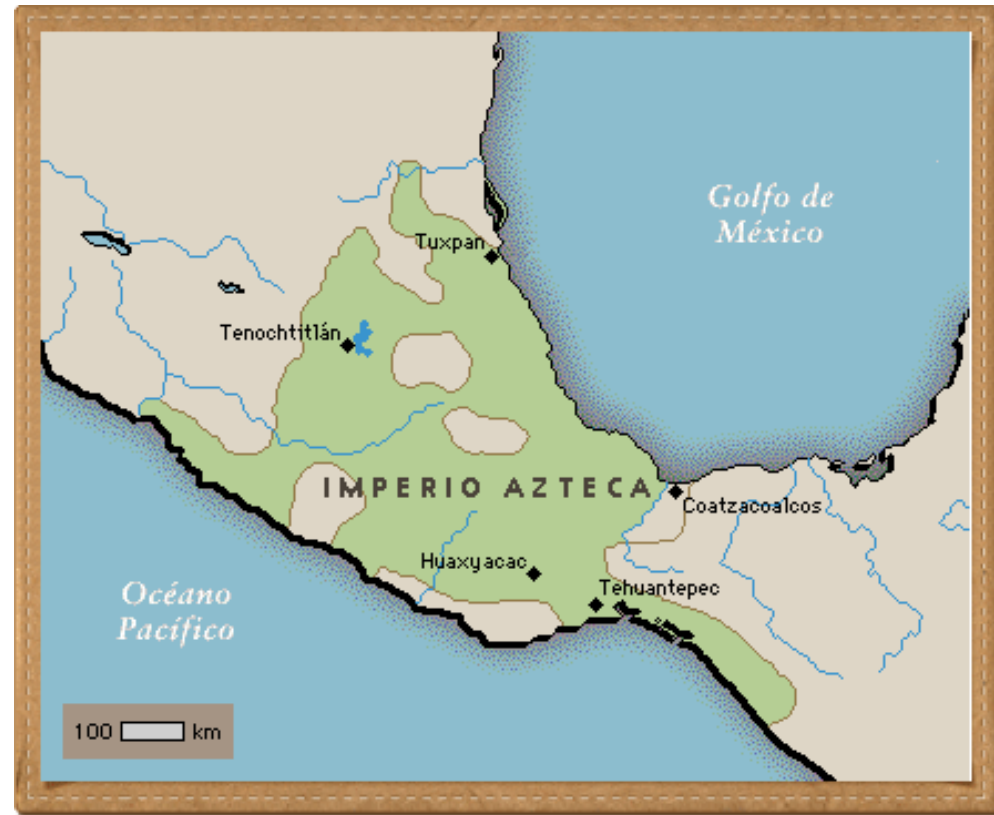 Golfo de
México
Tuxpan
Tenochtitlán
IMPERIO AZTECA
Coatzacoalcos
Huaxyacac
Tehuantepec
Océano
Pacífico
100 km